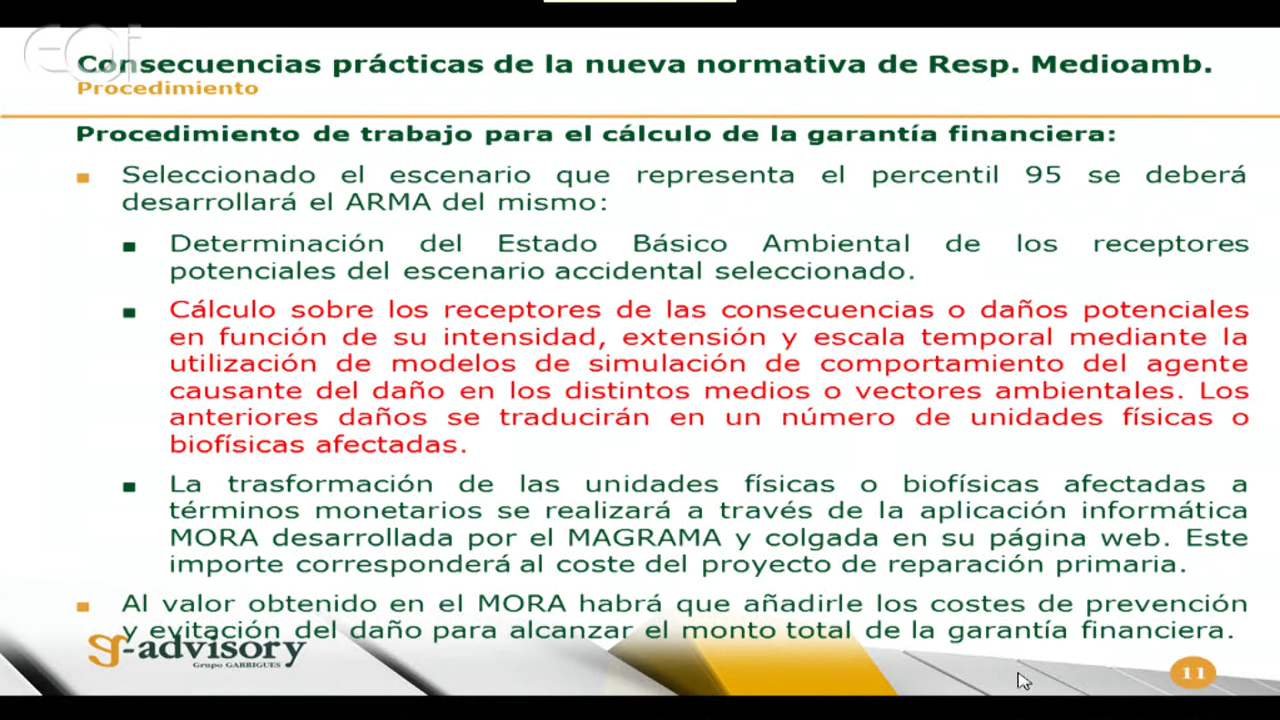 eoi
Consecuencias prácticas de la nueva normativa de Resp. Medioamb.
Procedimiento
Procedimiento de trabajo para el cálculo de la garantía financiera:
Seleccionado el escenario que representa el percentil 95 se deberá
desarrollará el ARMA del mismo:
Determinación del Estado Básico Ambiental de los receptores
potenciales del escenario accidental seleccionado.
Cálculo sobre los receptores de las consecuencias o daños potenciales
en función de su intensidad, extensión y escala temporal mediante la
utilización de modelos de simulación de comportamiento del agente
causante del daño en los distintos medios o vectores ambientales. Los
anteriores daños se traducirán en un número de unidades físicas o
biofísicas afectadas.
La trasformación de las unidades físicas o biofísicas afectadas a
términos monetarios se realizará a través de la aplicación informática
MORA desarrollada por el MAGRAMA y colgada en su página web. Este
importe corresponderá al coste del proyecto de reparación primaria.
Al valor obtenido en el MORA habrá que añadirle los costes de prevención
y evitación del daño para alcanzar el monto total de la garantía financiera.
g-advisory
Grupo GARRIGUES
11